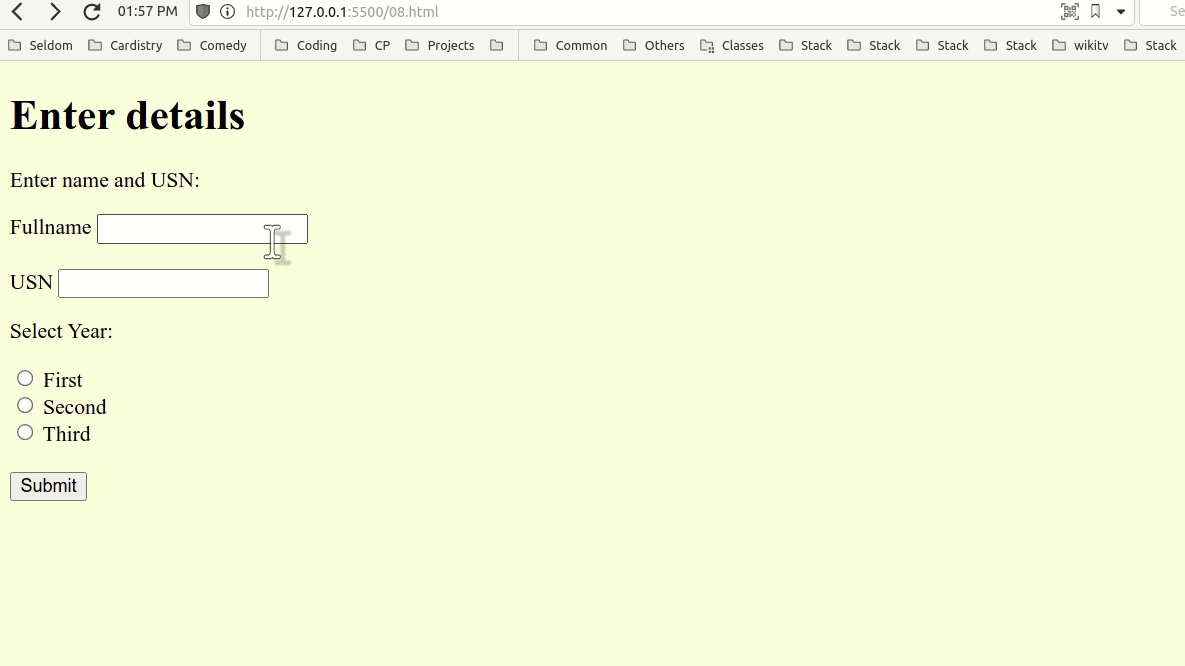 01:57 PM http://127.0.0.1:5500/08.html Se
Seldom Cardistry Comedy Coding CP Projects Common Others Classes Stack Stack Stack Stack wikitv Stack
Enter details
Enter name and USN:
Fullname
USN
Select Year:
First
Second
Third
Submit